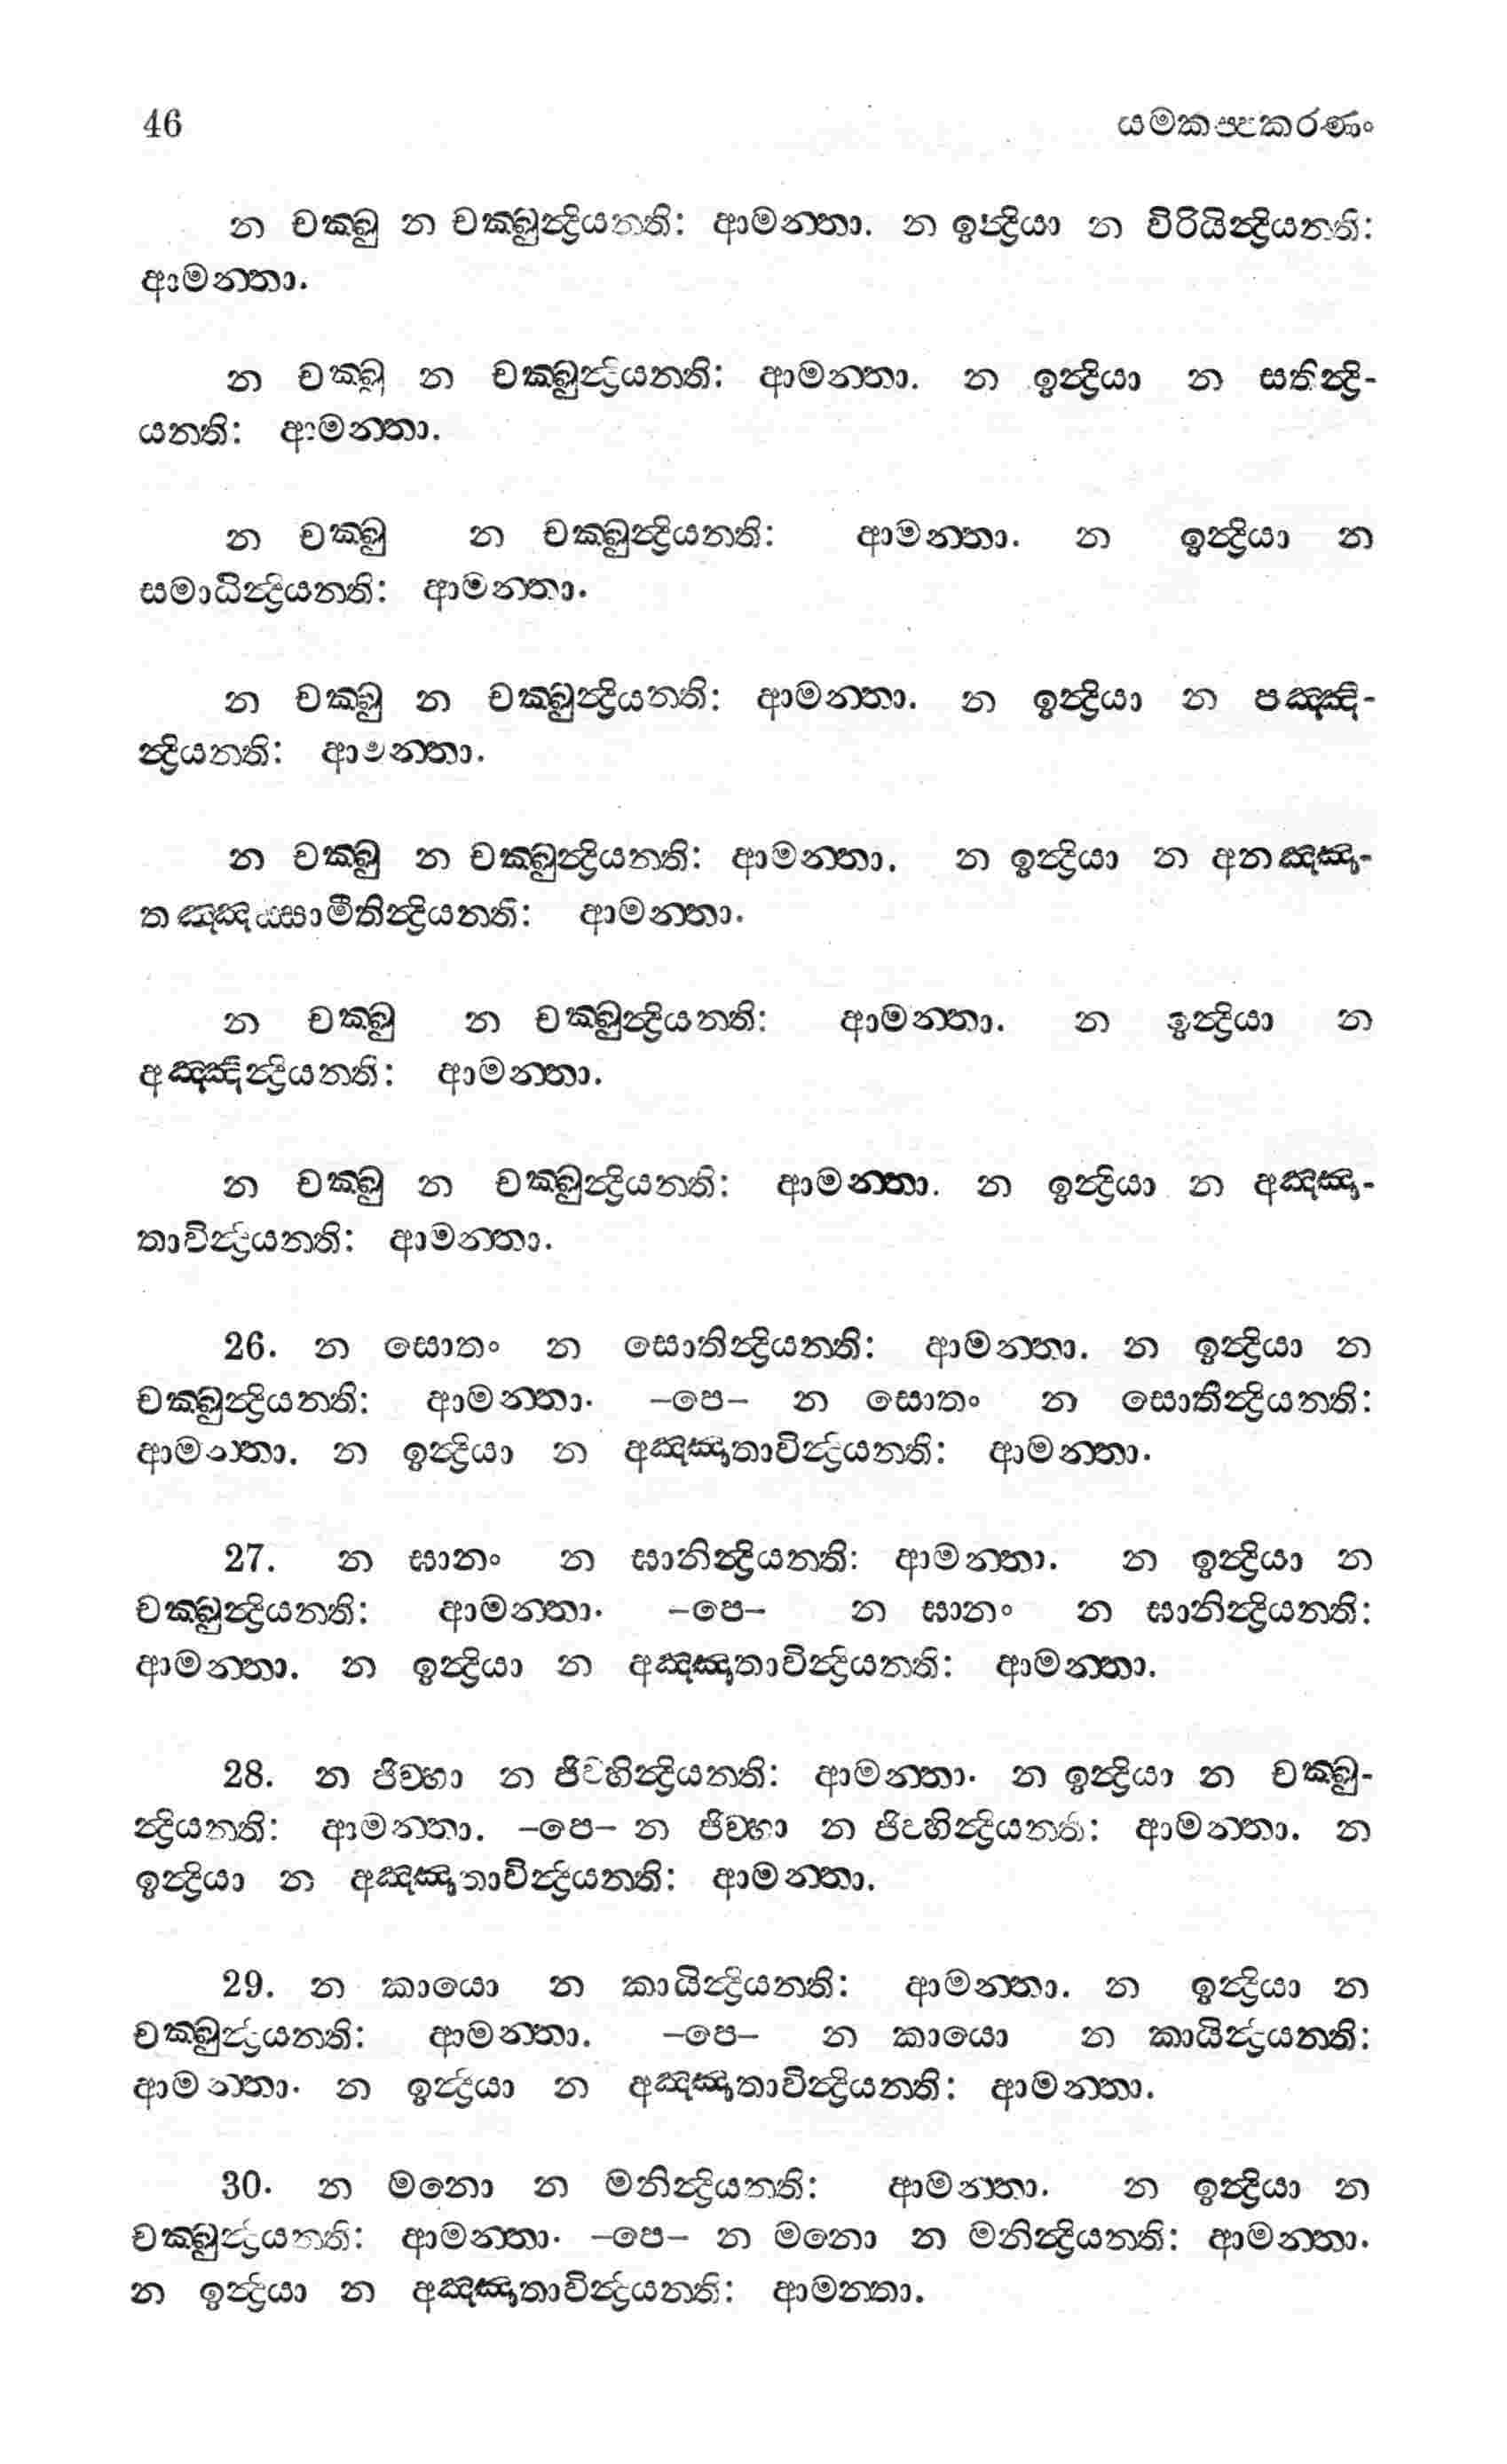 46 යමකප්පකරණං
න චක්ඛු න චක්ඛුන්ද්‍රියන්ති: ආමන්තා. න ඉන්ද්‍රියා න විරියින්ද්‍රියන්ති:
ආමන්තා.
න චක්ඛු න චක්ඛුන්ද්‍රියන්ති: ආමන්තා. න ඉන්ද්‍රියා න සතින්ද්‍රි-
යන්ති: ආමන්තා.
න චක්ඛු න චක්ඛුන්ද්‍රියන්ති: ආමන්තා. න ඉන්ද්‍රියා න
සමාධින්ද්‍රියන්ති: ආමන්තා.
න චක්ඛු න චක්ඛුන්ද්‍රියන්ති: ආමන්තා. න ඉන්ද්‍රියා න පඤ්ඤි-
න්ද්‍රියන්ති: ආමන්තා.
න චක්ඛු න චක්ඛුන්ද්‍රියන්ති: ආමන්තා. න ඉන්ද්‍රියා න අනඤ්ඤා-
තඤ්ඤස්සාමීතින්ද්‍රියන්ති: ආමන්තා.
න චක්ඛු න චක්ඛුන්ද්‍රියන්ති: ආමන්තා. න ඉන්ද්‍රියා න
අඤ්ඤින්ද්‍රියන්ති: ආමන්තා.
න චක්ඛු න චක්ඛුන්ද්‍රියන්ති: ආමන්තා. න ඉන්ද්‍රියා න අඤ්ඤා-
තාවින්ද්‍රියන්ති: ආමන්තා.
26. න සොතං න සොතින්ද්‍රියන්ති: ආමන්තා. න ඉන්ද්‍රියා න
චක්ඛුන්ද්‍රියන්ති: ආමන්තා. –පෙ– න සොතං න සොතින්ද්‍රියන්ති:
ආමන්තා. න ඉන්ද්‍රියා න අඤ්ඤාතාවින්ද්‍රියන්ති: ආමන්තා.
27. න ඝානං න ඝානින්ද්‍රියන්ති: ආමන්තා. න ඉන්ද්‍රියා න
චක්ඛුන්ද්‍රියන්ති: ආමන්තා. –පෙ– න ඝානං න ඝානින්ද්‍රියන්ති:
ආමන්තා. න ඉන්ද්‍රියා න අඤ්ඤාතාවින්ද්‍රියන්ති: ආමන්තා.
28. න ජිව්හා න ජිව්හින්ද්‍රියන්ති: ආමන්තා. න ඉන්ද්‍රියා න චක්ඛු-
න්ද්‍රියන්ති: ආමන්තා. –පෙ– න ජිව්හා න ජිව්හින්ද්‍රියන්ති: ආමන්තා. න
ඉන්ද්‍රියා න අඤ්ඤාතාවින්ද්‍රියන්ති: ආමන්තා.
29. න කායො න කායින්ද්‍රියන්ති: ආමන්තා. න ඉන්ද්‍රියා න
චක්ඛුන්ද්‍රියන්ති: ආමන්තා. –පෙ– න කායො න කායින්ද්‍රියන්ති:
ආමන්තා. න ඉන්ද්‍රියා න අඤ්ඤාතාවින්ද්‍රියන්ති: ආමන්තා.
30. න මනො න මනින්ද්‍රියන්ති: ආමන්තා. න ඉන්ද්‍රියා න
චක්ඛුන්ද්‍රියන්ති: ආමන්තා. –පෙ– න මනො න මනින්ද්‍රියන්ති: ආමන්තා.
න ඉන්ද්‍රියා න අඤ්ඤාතාවින්ද්‍රියන්ති: ආමන්තා.